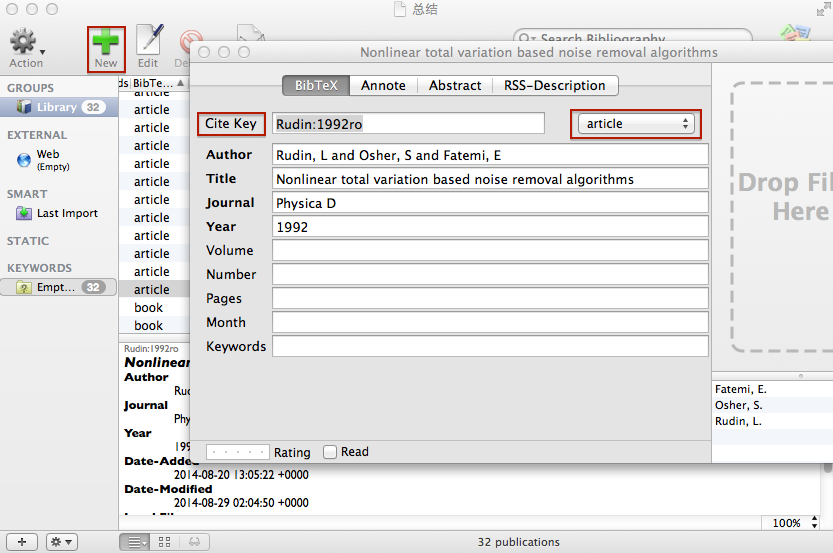 总结
Action
New
Edit
Search Bibliography
Nonlinear total variation based noise removal algorithms
GROUPS
Library 32
EXTERNAL
Web
(Empty)
SMART
Last Import
STATIC
KEYWORDS
Empt... 32
ds BibTe...
article
article
article
article
article
article
article
article
article
article
article
article
book
book
BibTeX Annote Abstract RSS-Description
Cite Key Rudin:1992ro article
Author Rudin, L and Osher, S and Fatemi, E
Title Nonlinear total variation based noise removal algorithms
Journal Physica D
Year 1992
Volume
Number
Pages
Month
Keywords
Drop Fil
Here
Fatemi, E.
Osher, S.
Rudin, L.
Rating Read
Rudin:1992ro
Nonlinear
Author
Rud
Journal
Phy
Year
199
Date-Added
2014-08-20 13:05:22 +0000
Date-Modified
2014-08-29 02:04:50 +0000
100%
32 publications